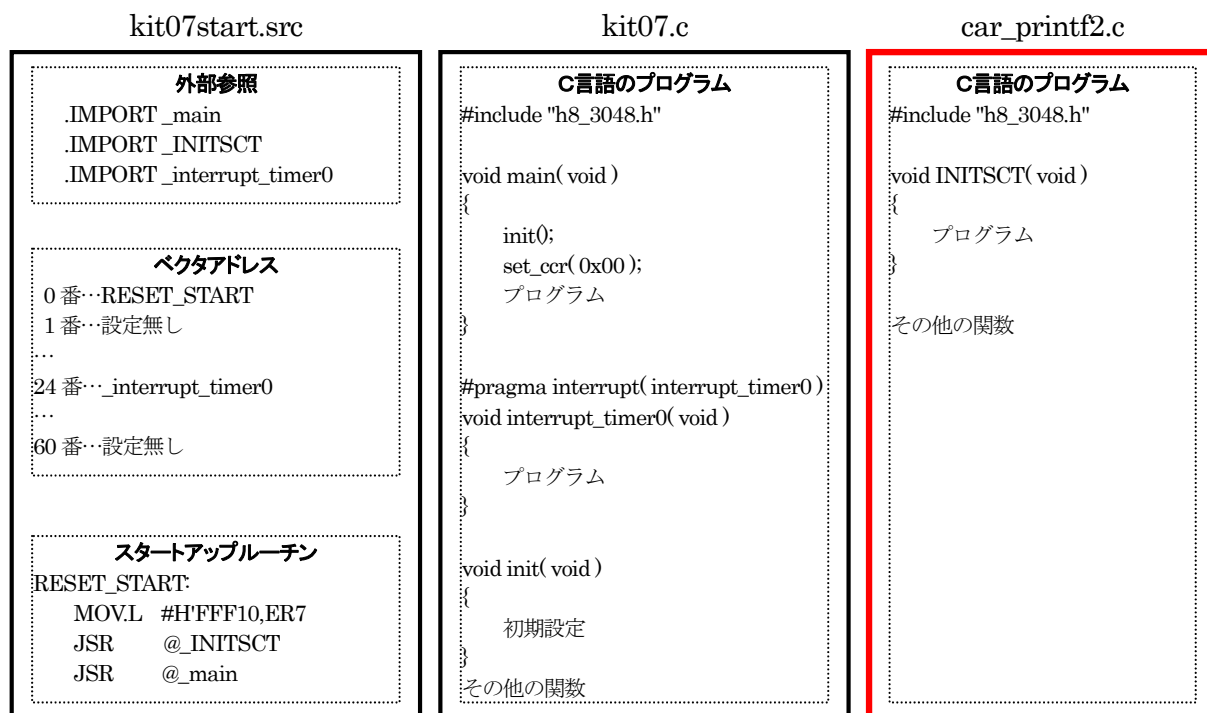 kit07start.src
外部参照
.IMPORT _main
.IMPORT _INITSCT
.IMPORT _interrupt_timer0
ベクタアドレス
0 番…RESET_START
1 番…設定無し
…
24 番…_interrupt_timer0
…
60 番…設定無し
スタートアップルーチン
RESET_START:
MOV.L #H'FFF10,ER7
JSR @_INITSCT
JSR @_main
kit07.c
C言語のプログラム
#include "h8_3048.h"
void main( void )
{
init();
set_ccr( 0x00 );
プログラム
}
#pragma interrupt( interrupt_timer0 )
void interrupt_timer0( void )
{
プログラム
}
void init( void )
{
初期設定
}
その他の関数
car_printf2.c
C言語のプログラム
#include "h8_3048.h"
void INITSCT( void )
{
プログラム
}
その他の関数